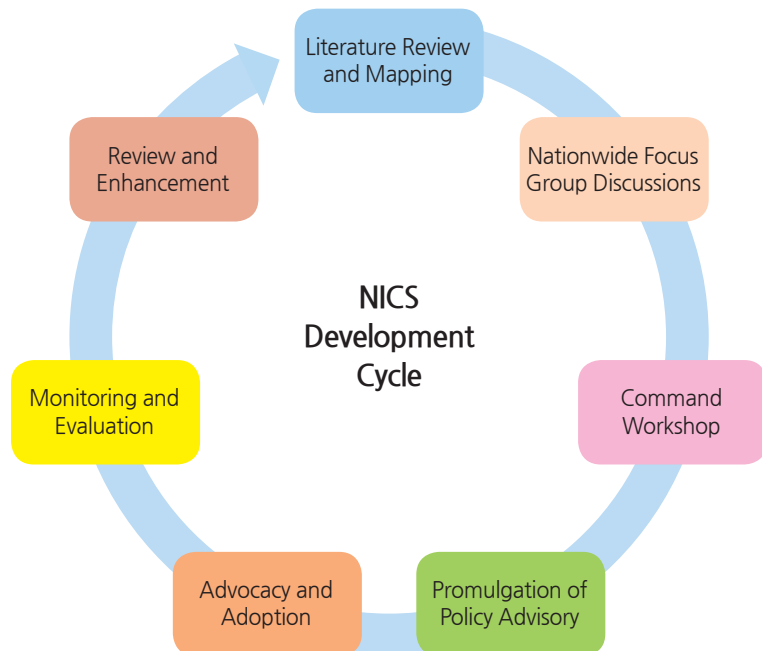 Literature Review
and Mapping
Nationwide Focus
Group Discussions
Command
Workshop
Promulgation of
Policy Advisory
Advocacy and
Adoption
Monitoring and
Evaluation
Review and
Enhancement
NICS
Development
Cycle